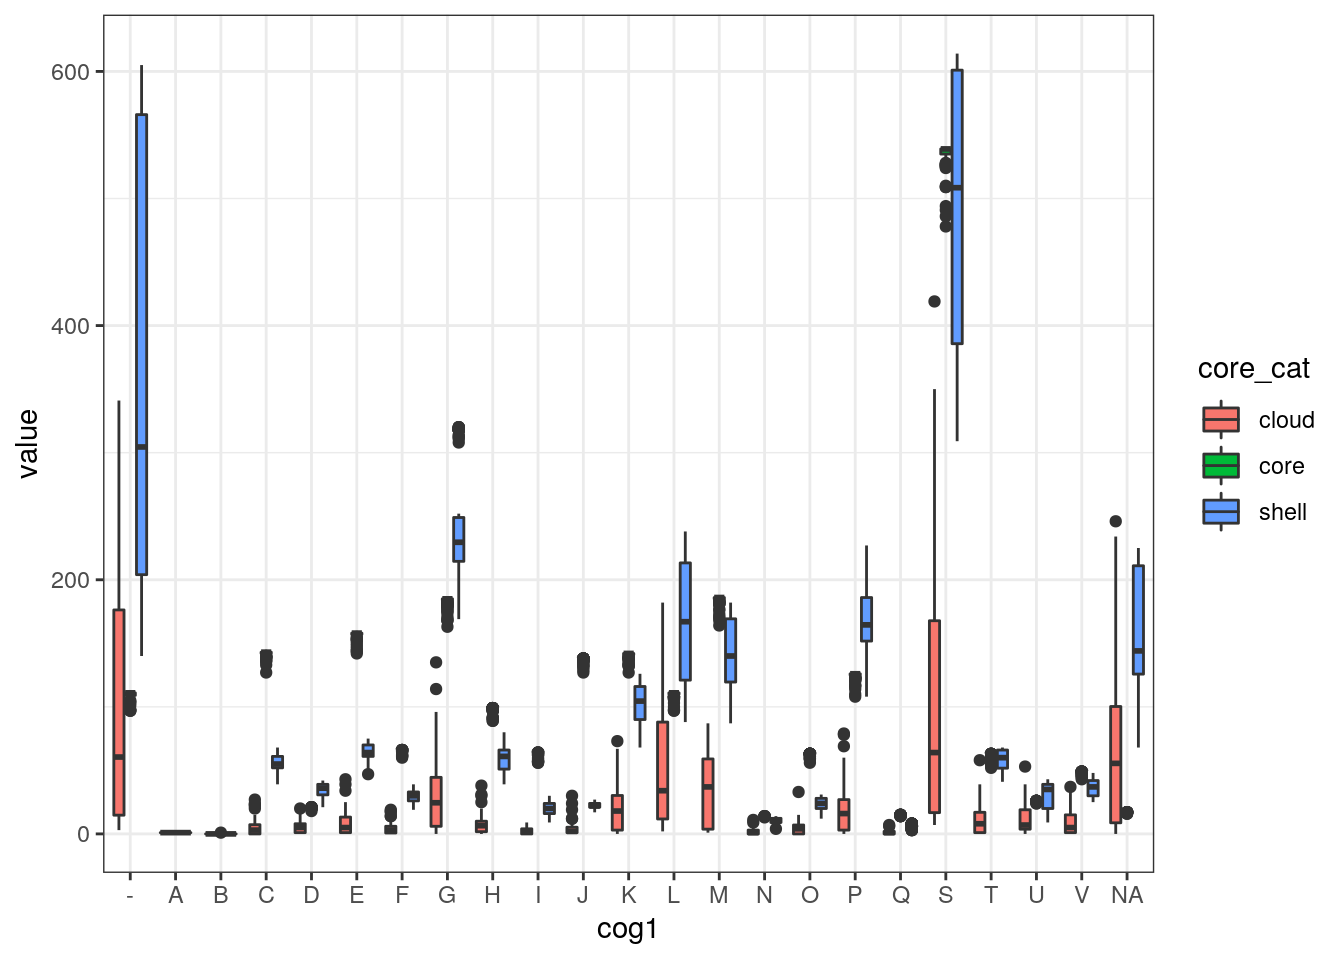 value
600
400
200
0
- A B C D E F G H I J K L M N O P Q S T U V NA
cog1
core_cat
cloud
core
shell